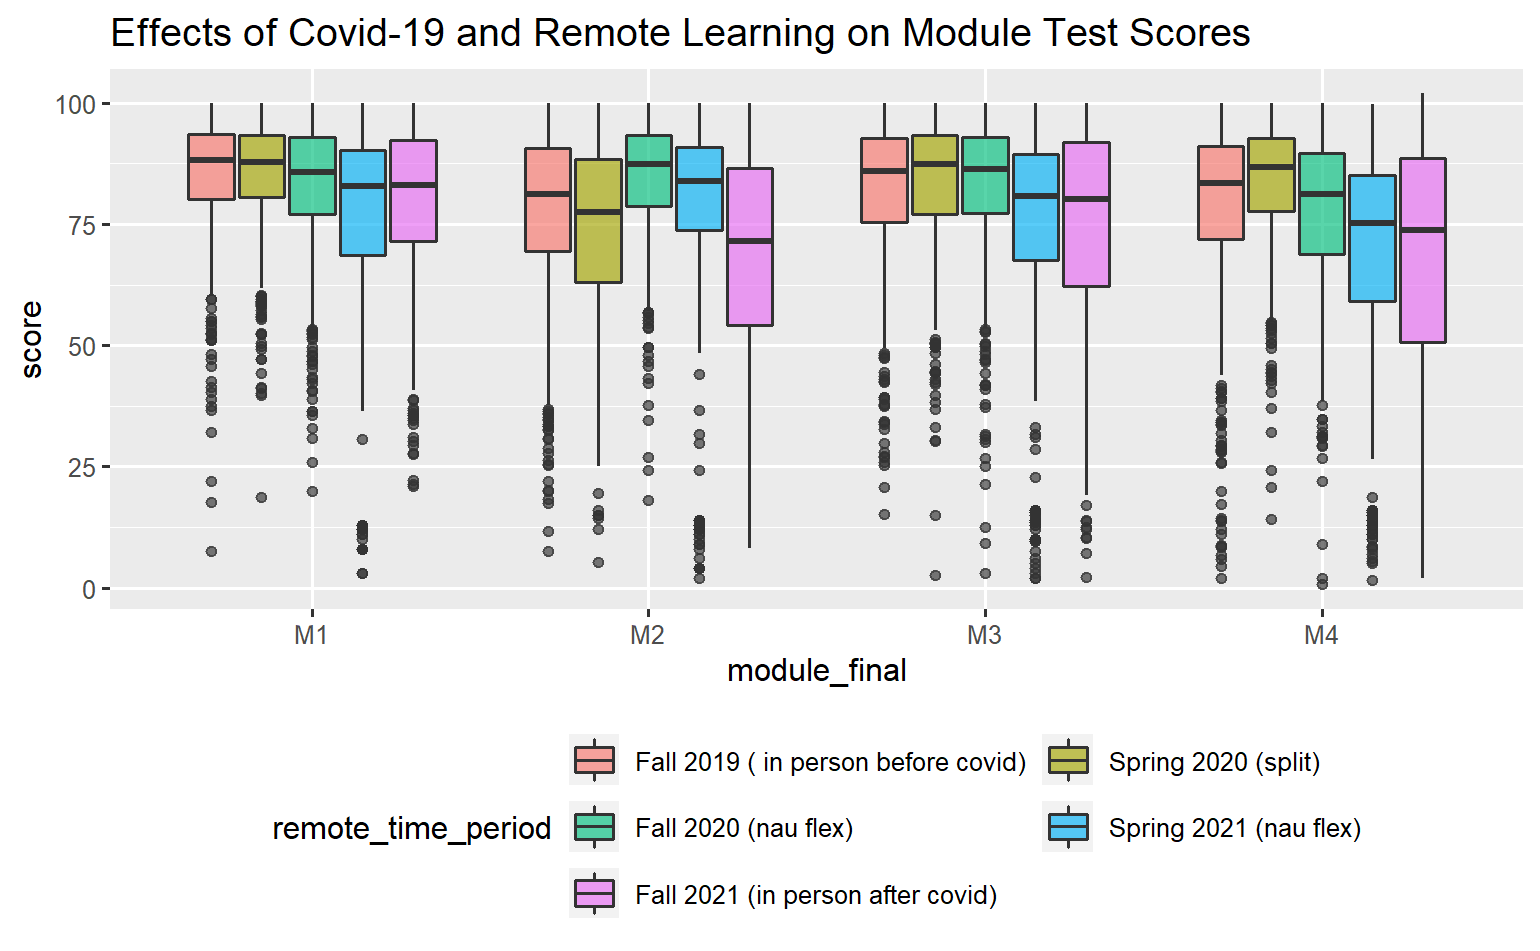 Effects of Covid-19 and Remote Learning on Module Test Scores
100
75
50
25
0
score
M1 M2 M3 M4
module_final
remote_time_period
Fall 2019 ( in person before covid) Spring 2020 (split)
Fall 2020 (nau flex) Spring 2021 (nau flex)
Fall 2021 (in person after covid)